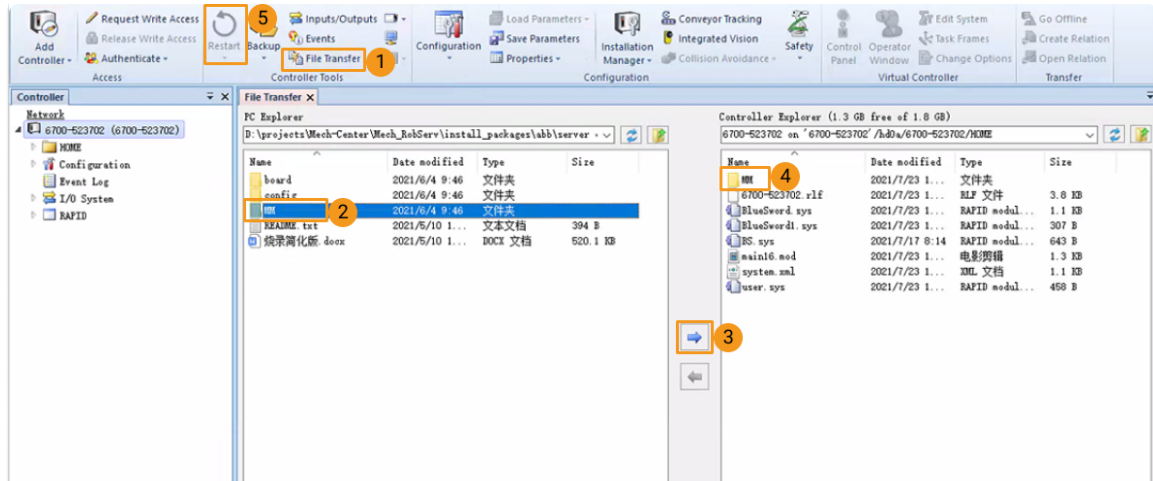 Add Controller
Request Write Access
Release Write Access
Authenticate
Access
Restart
5
Backup
Inputs/Outputs
Events
File Transfer
1
Controller Tools
Configuration
Load Parameters
Save Parameters
Properties
Installation Manager
Conveyor Tracking
Integrated Vision
Collision Avoidance
Safety
Configuration
Control Panel
Operator Window
Edit System
Task Frames
Change Options
Virtual Controller
Go Offline
Create Relation
Open Relation
Transfer
Controller
Network
6700-523702 (6700-523702)
HOME
Configuration
Event Log
I/O System
RAPID
File Transfer X
PC Explorer
D:\projects\Mech-Center\Mech_RobServ\install_packages\abb\server
Name Date modified Type Size
board 2021/6/4 9:46 文件夹
config 2021/6/4 9:46 文件夹
MM 2 2021/6/4 9:46 文件夹
README.txt 2021/5/10 1... 文本文档 394 B
烧录简化版.docx 2021/5/10 1... DOCX 文档 520.1 KB
3
Controller Explorer (1.3 GB free of 1.8 GB)
6700-523702 on '6700-523702'/hd0a/6700-523702/HOME
Name Date modified Type Size
MM 4 2021/7/23 1... 文件夹
6700-523702.rlf 2021/7/23 1... RLF 文件 3.8 KB
BlueSword.sys 2021/7/23 1... RAPID modul... 1.1 KB
BlueSword1.sys 2021/7/23 1... RAPID modul... 307 B
BS.sys 2021/7/17 8:14 RAPID modul... 643 B
main16.mod 2021/7/23 1... 电影剪辑 1.3 KB
system.xml 2021/7/23 1... XML 文档 1.1 KB
user.sys 2021/7/23 1... RAPID modul... 458 B